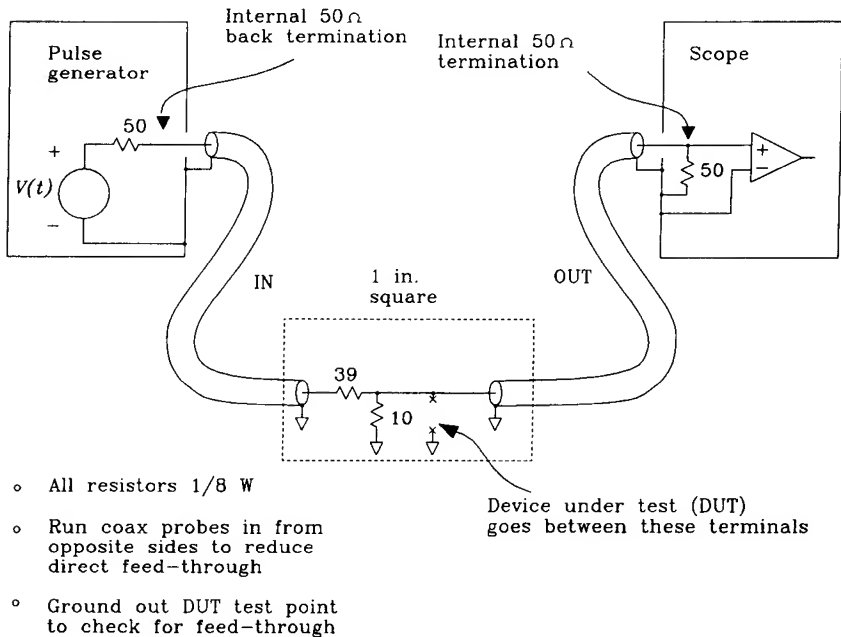 Internal 50Ω
back termination
Internal 50Ω
termination
Pulse
generator
Scope
50
+
V(t)
−
50
+
−
IN
OUT
1 in.
square
39
10
×
×
∘ All resistors 1/8 W
∘ Run coax probes in from
opposite sides to reduce
direct feed-through
∘ Ground out DUT test point
to check for feed-through
Device under test (DUT)
goes between these terminals